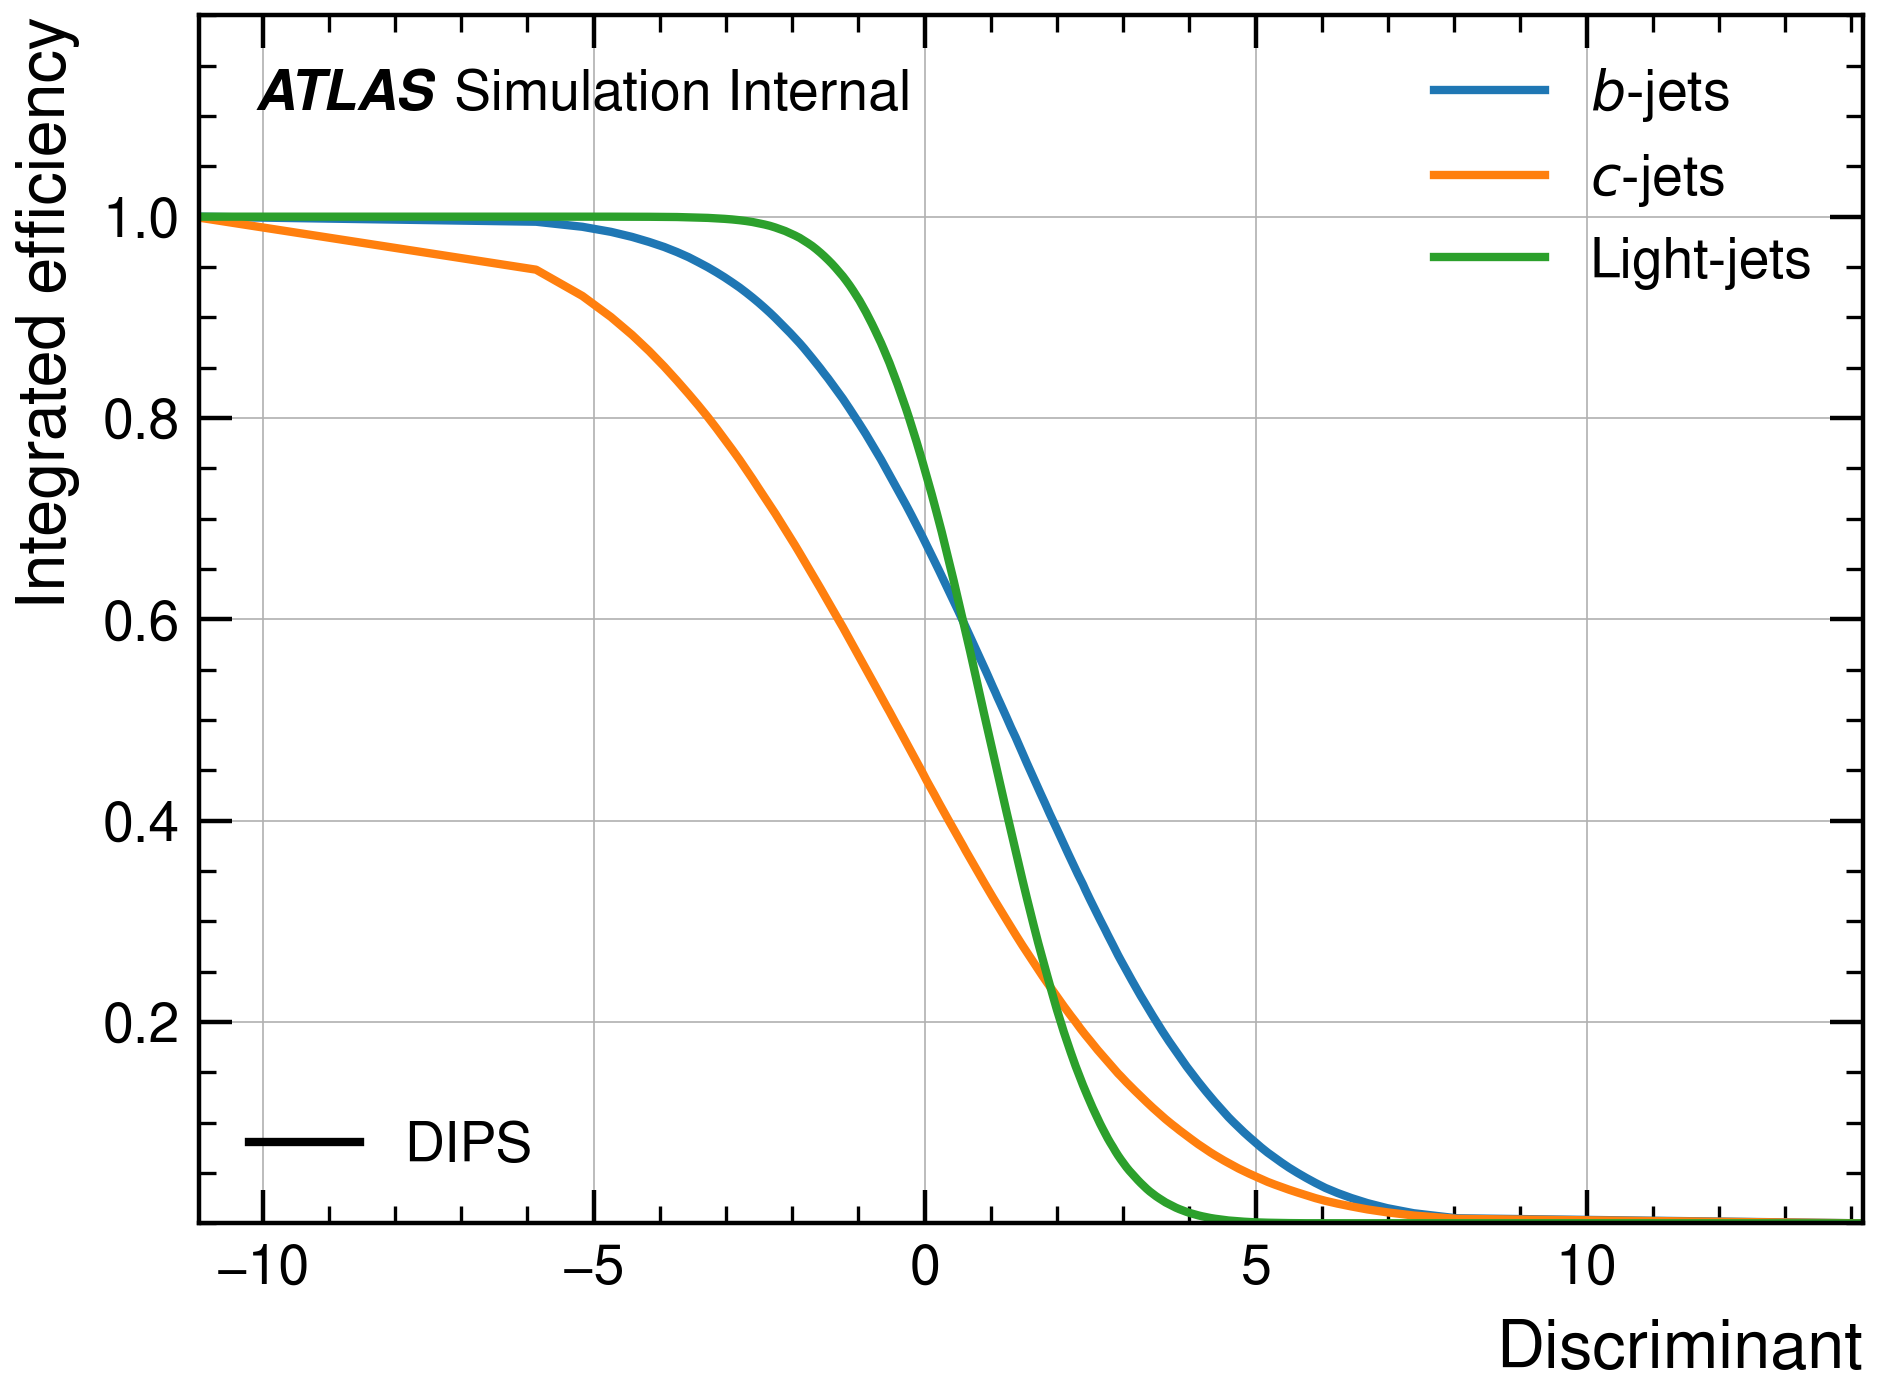 Integrated efficiency
ATLAS Simulation Internal
b-jets
c-jets
Light-jets
1.0
0.8
0.6
0.4
0.2
DIPS
−10 −5 0 5 10
Discriminant